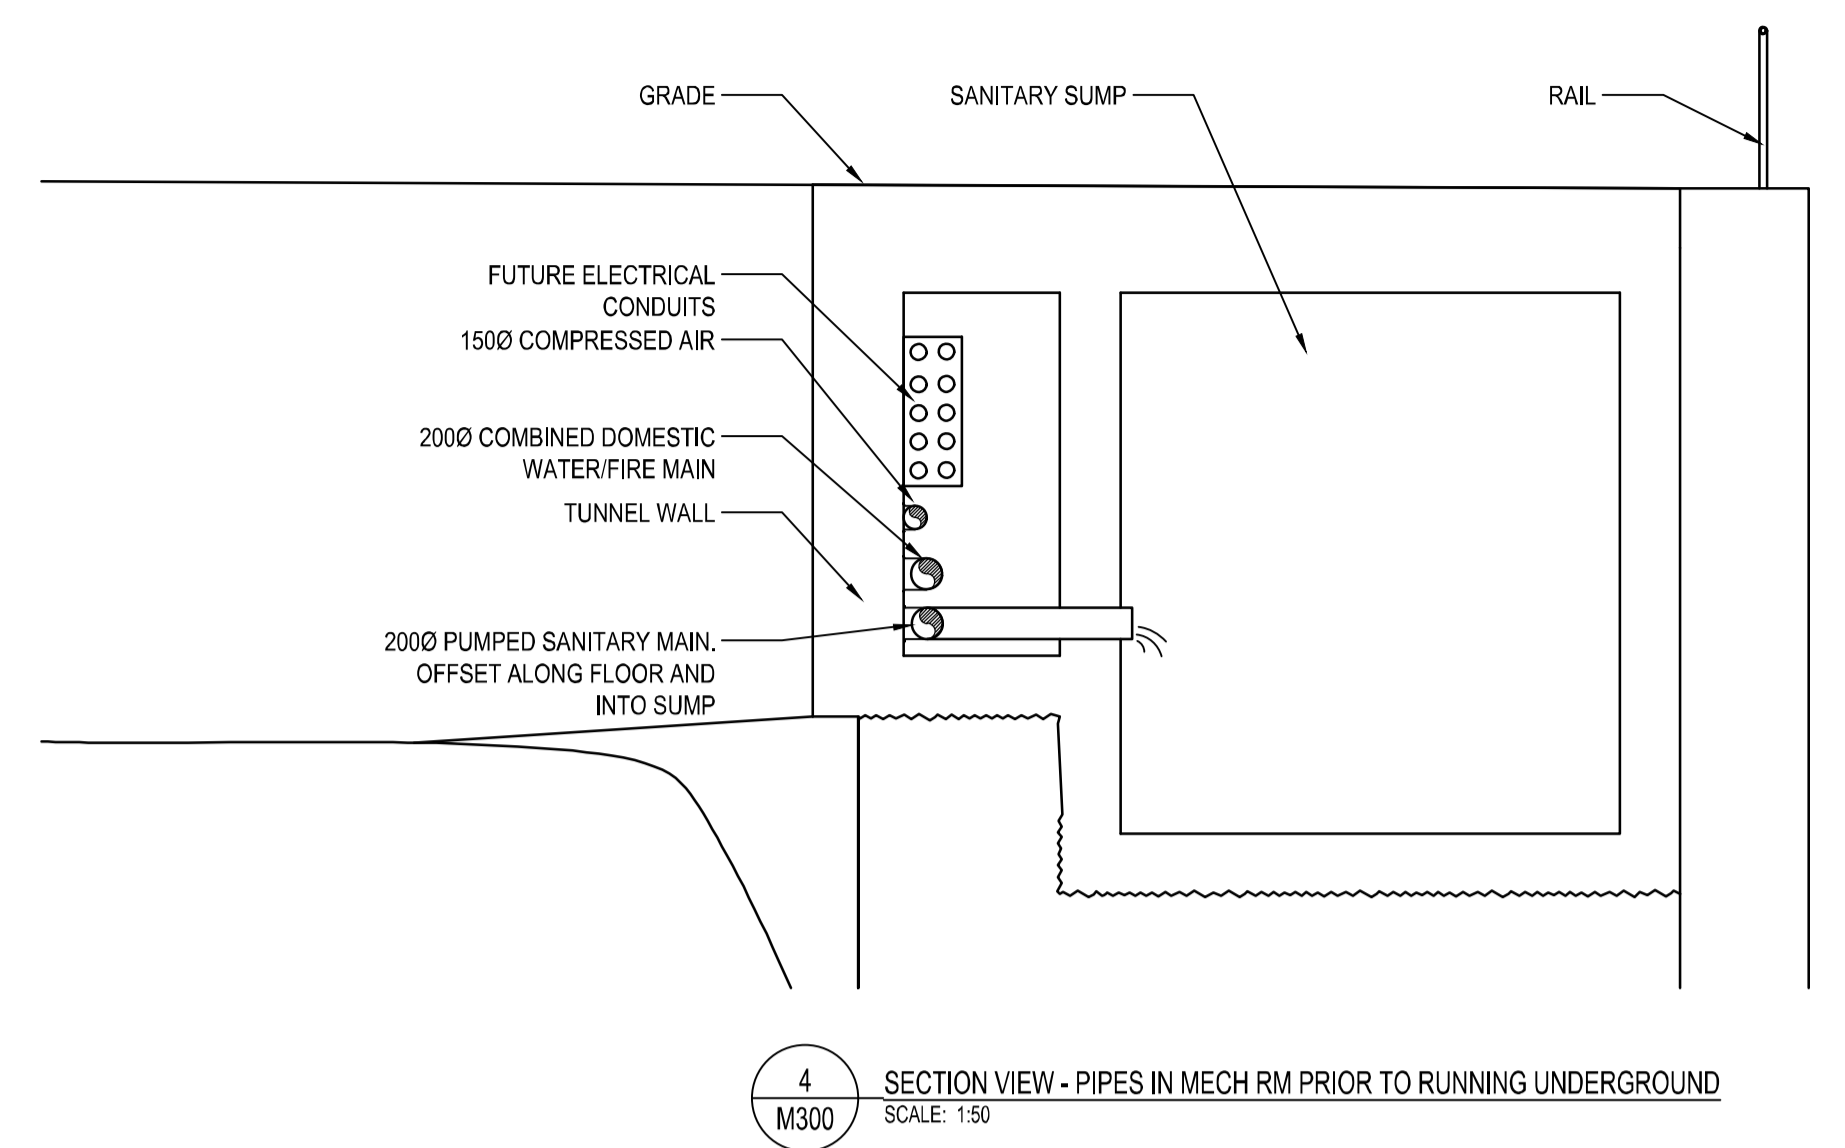 GRADE
SANITARY SUMP
RAIL
FUTURE ELECTRICAL
CONDUITS
150Ø COMPRESSED AIR
200Ø COMBINED DOMESTIC
WATER/FIRE MAIN
TUNNEL WALL
200Ø PUMPED SANITARY MAIN.
OFFSET ALONG FLOOR AND
INTO SUMP
4
M300
SECTION VIEW - PIPES IN MECH RM PRIOR TO RUNNING UNDERGROUND
SCALE: 1:50